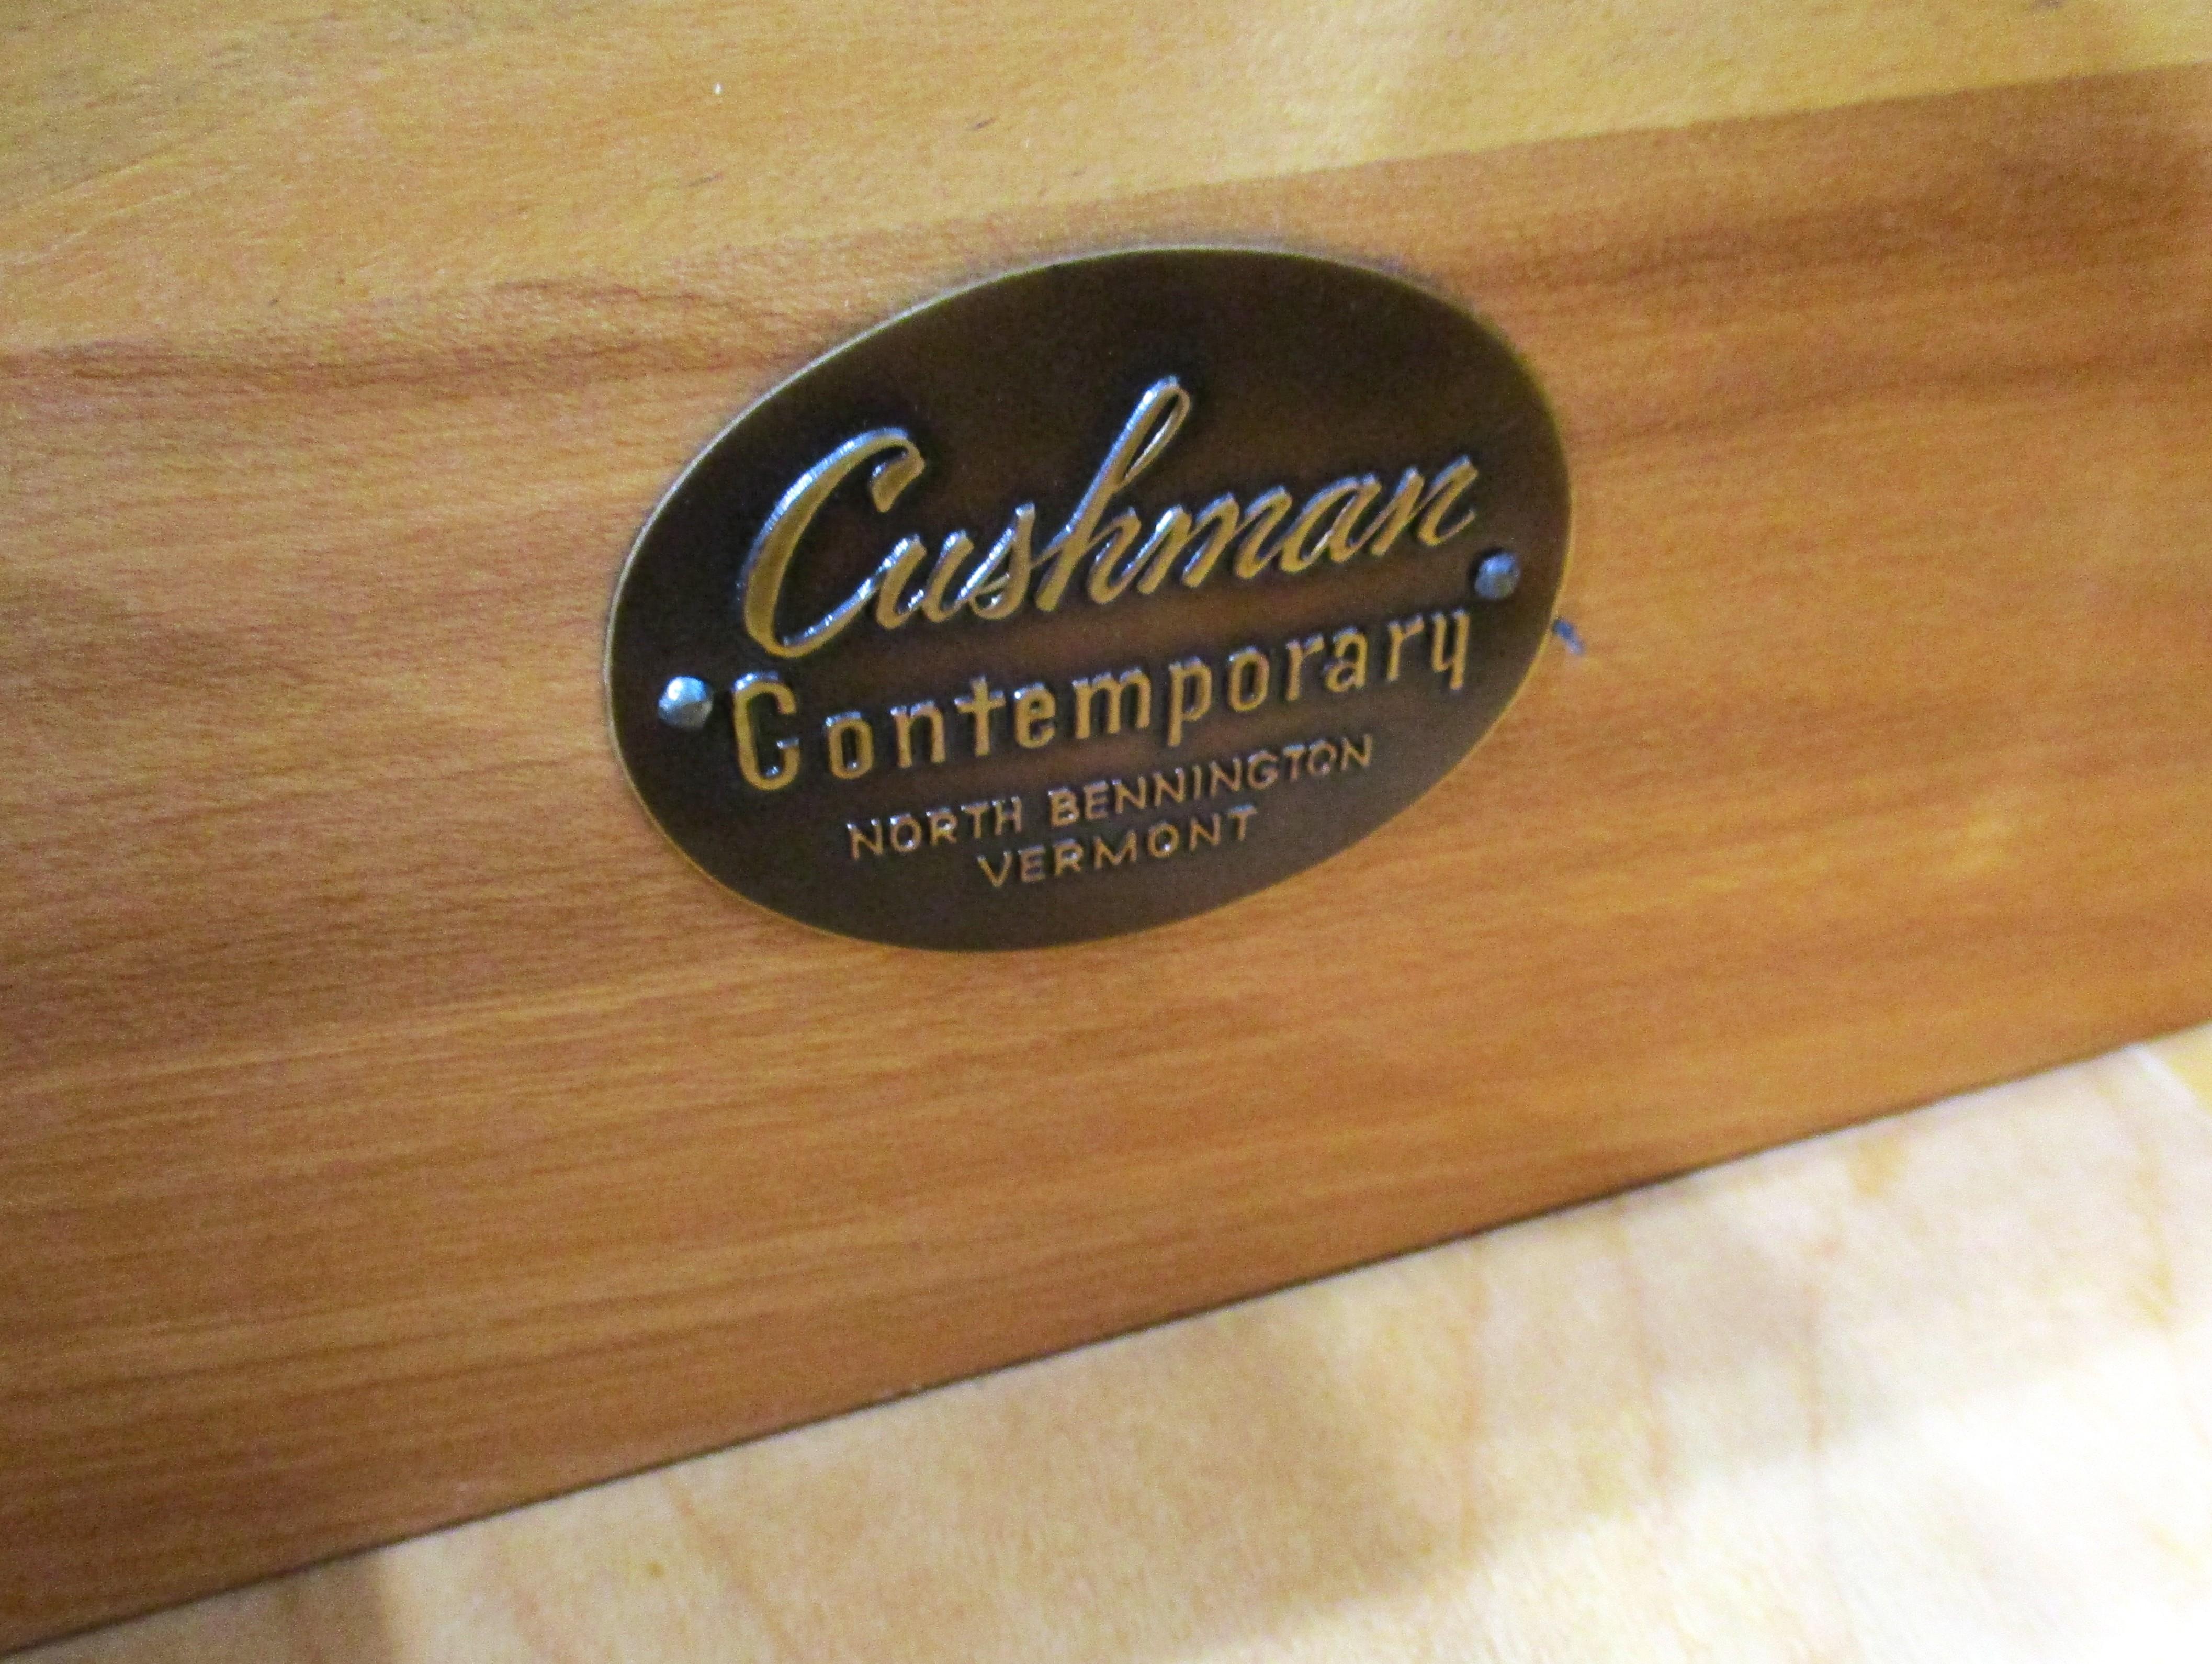 Cushman
Contemporary
NORTH BENNINGTON
VERMONT